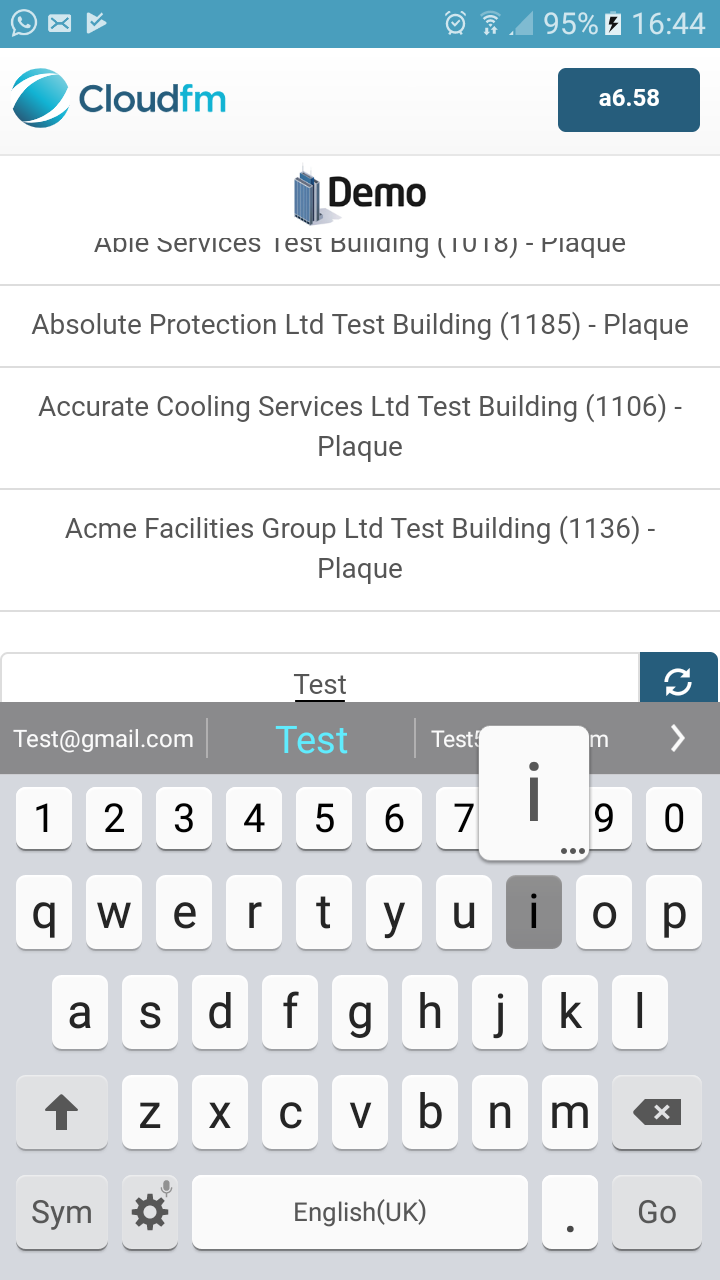 95% 16:44
Cloudfm
a6.58
Demo
Able Services Test Building (1018) - Plaque
Absolute Protection Ltd Test Building (1185) - Plaque
Accurate Cooling Services Ltd Test Building (1106) -
Plaque
Acme Facilities Group Ltd Test Building (1136) -
Plaque
Test
Test@gmail.com Test
i
1 2 3 4 5 6 7 9 0
q w e r t y u i o p
a s d f g h j k l
z x c v b n m
Sym English(UK) . Go